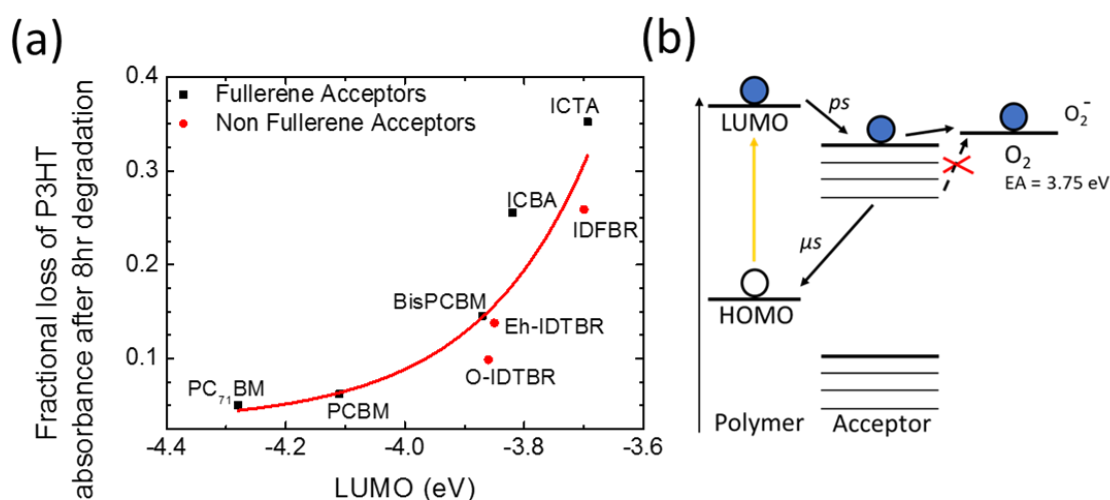 (a)
Fractional loss of P3HT
absorbance after 8hr degradation
0.4
0.3
0.2
0.1
Fullerene Acceptors
Non Fullerene Acceptors
ICTA
ICBA
IDFBR
BisPCBM
Eh-IDTBR
O-IDTBR
PC₇₁BM
PCBM
-4.4 -4.2 -4.0 -3.8 -3.6
LUMO (eV)
(b)
LUMO
ps
O₂⁻
O₂
EA = 3.75 eV
μs
HOMO
Polymer Acceptor